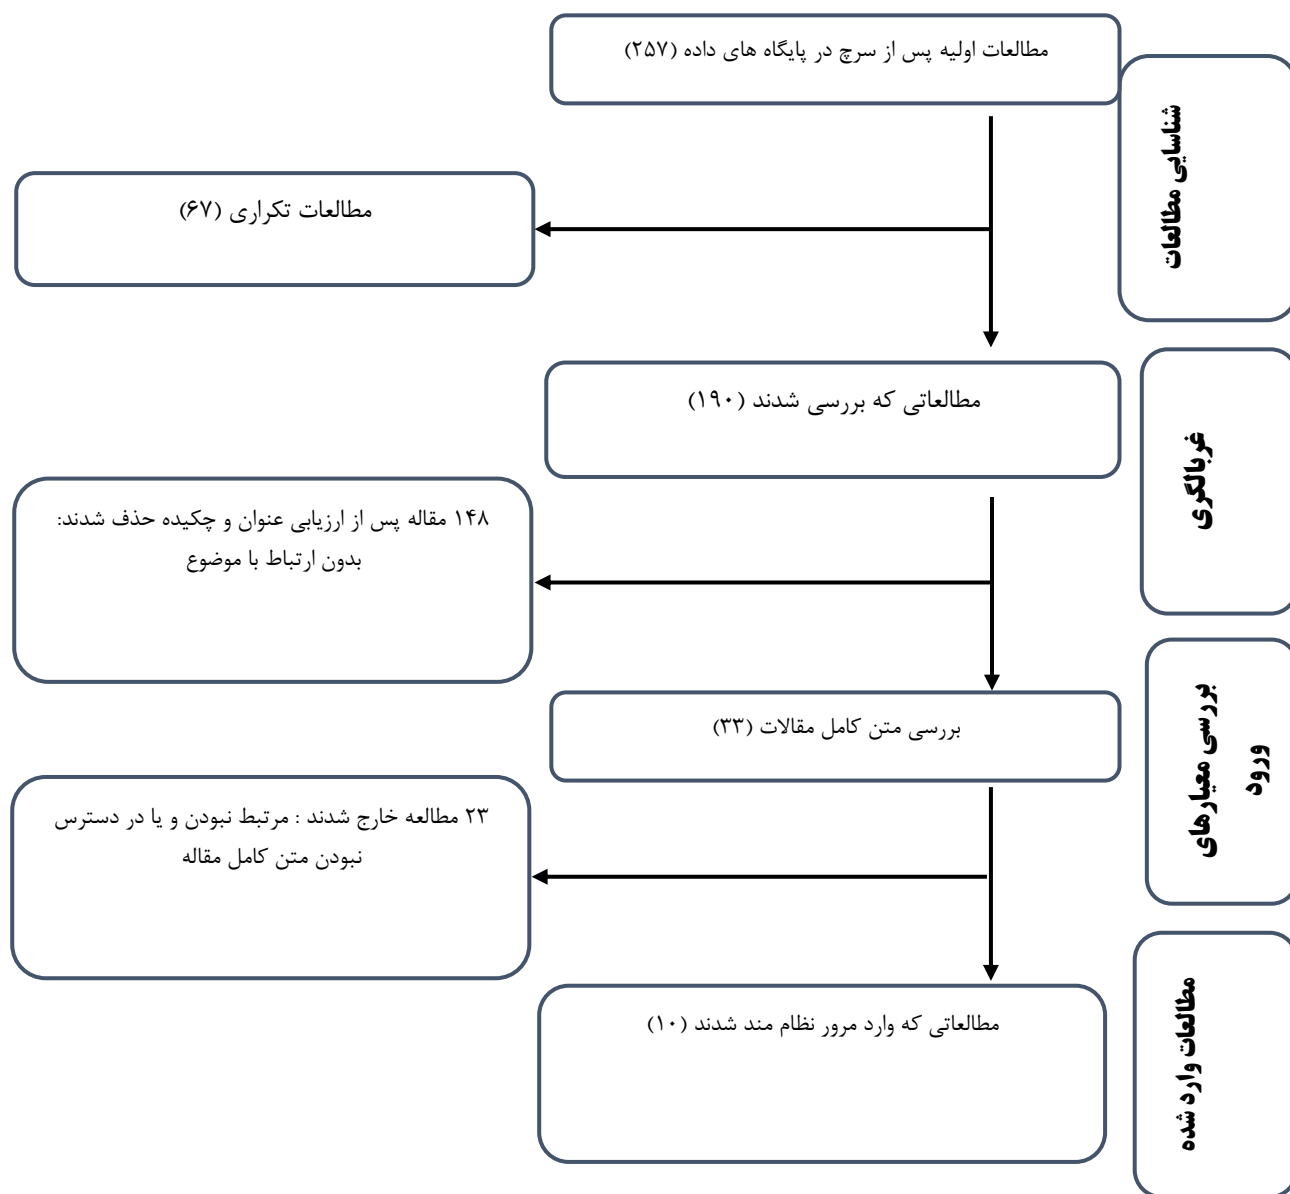 مطالعات اولیه پس از سرچ در پایگاه های داده (۲۵۷)
شناسایی مطالعات
مطالعات تکراری (۶۷)
مطالعاتی که بررسی شدند (۱۹۰)
غربالگری
۱۴۸ مقاله پس از ارزیابی عنوان و چکیده حذف شدند:
بدون ارتباط با موضوع
بررسی متن کامل مقالات (۳۳)
بررسی معیارهای
ورود
۲۳ مطالعه خارج شدند : مرتبط نبودن و یا در دسترس
نبودن متن کامل مقاله
مطالعاتی که وارد مرور نظام مند شدند (۱۰)
مطالعات وارد شده